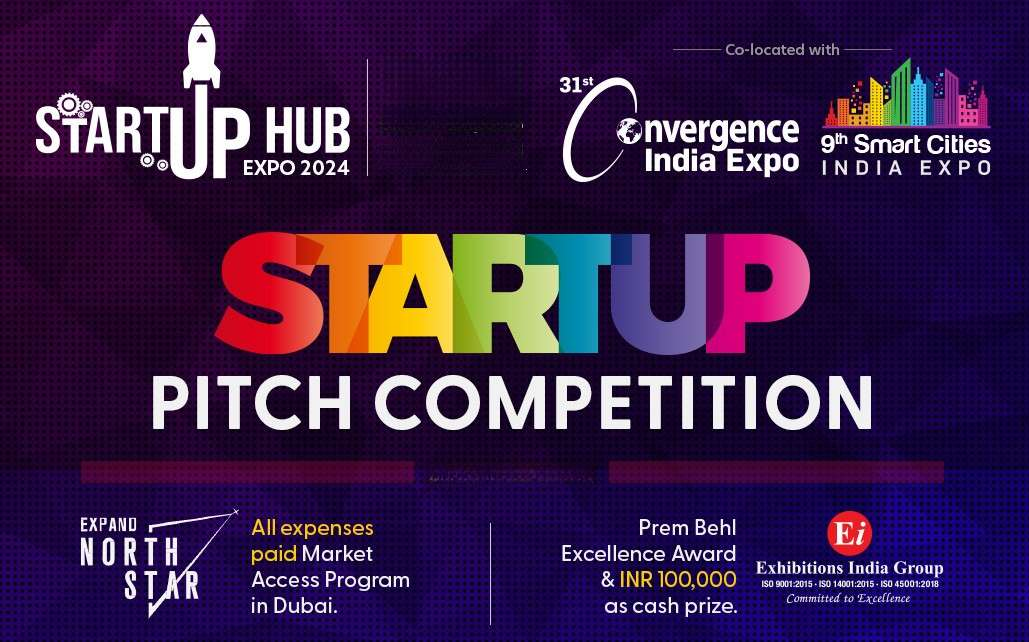 STARTUP HUB
EXPO 2024
Co-located with
31st Convergence
India Expo
9th Smart Cities
INDIA EXPO
STARTUP
PITCH COMPETITION
EXPAND
NORTH
STAR
All expenses
paid Market
Access Program
in Dubai.
Prem Behl
Excellence Award
& INR 100,000
as cash prize.
Ei
Exhibitions India Group
ISO 9001:2015 · ISO 14001:2015 · ISO 45001:2018
Committed to Excellence